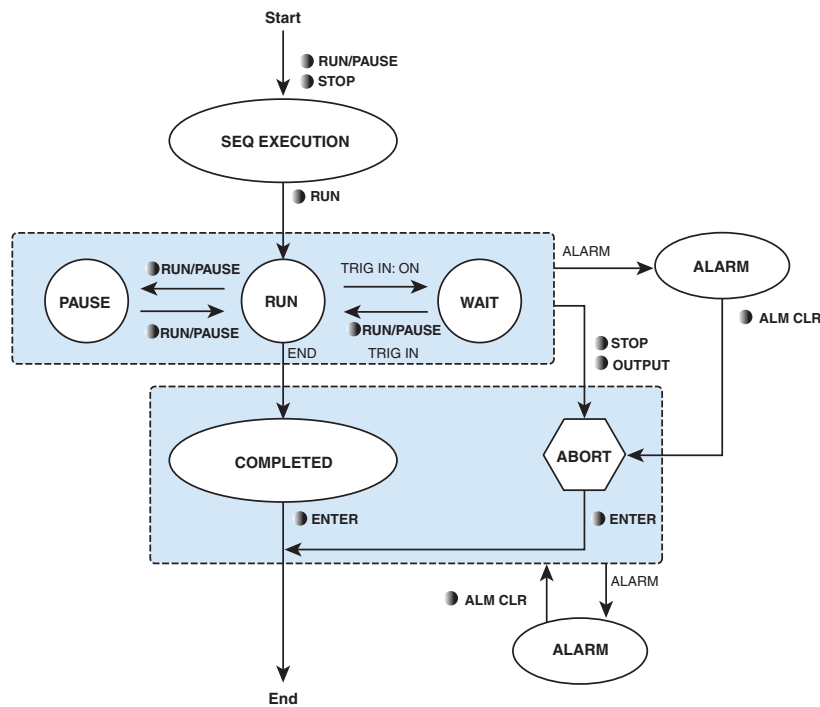 Start
RUN/PAUSE
STOP
SEQ EXECUTION
RUN
ALARM
ALARM
RUN/PAUSE
TRIG IN: ON
PAUSE
RUN
WAIT
RUN/PAUSE
RUN/PAUSE
ALM CLR
END
TRIG IN
STOP
OUTPUT
COMPLETED
ABORT
ENTER
ENTER
ALM CLR
ALARM
ALARM
End